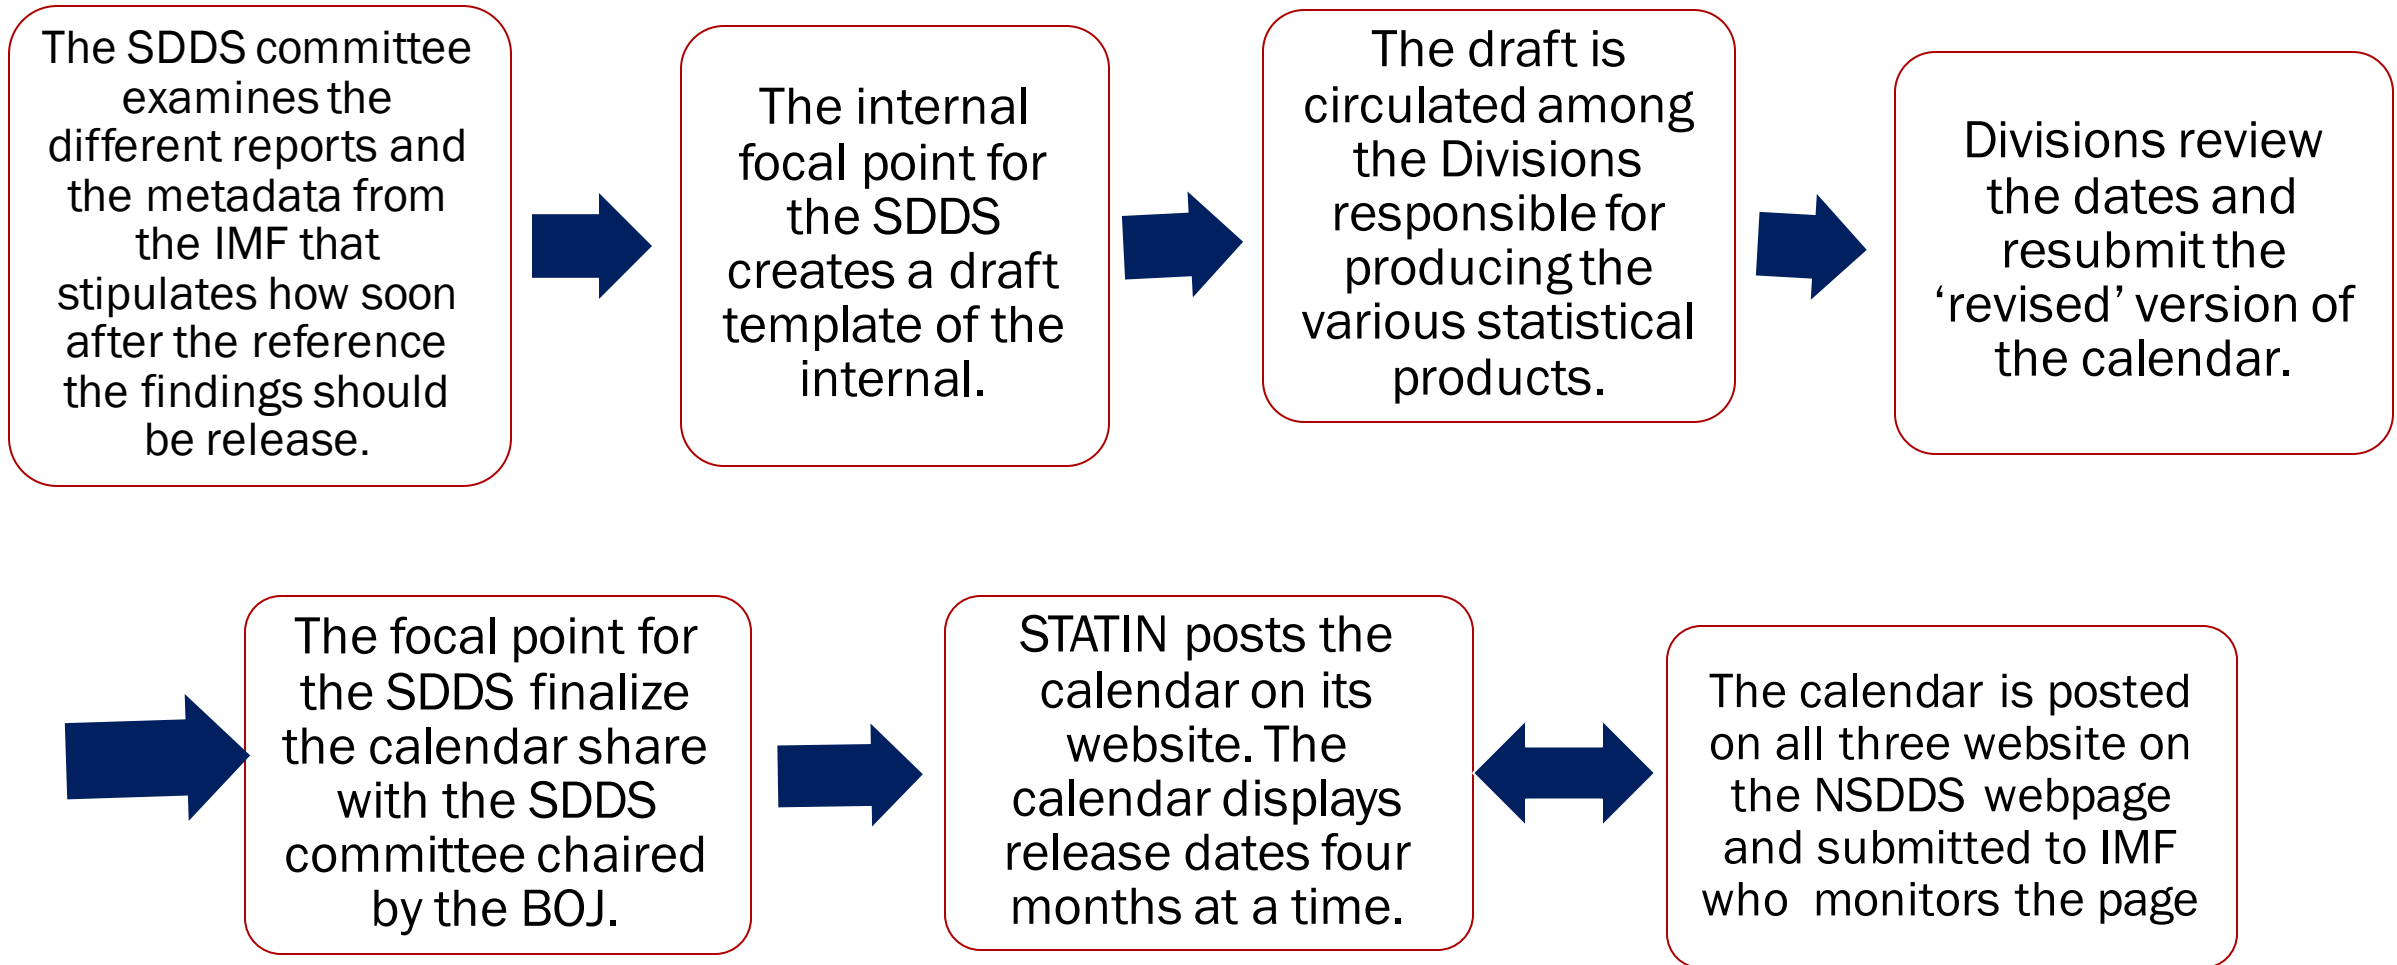 The SDDS committee
examines the
different reports and
the metadata from
the IMF that
stipulates how soon
after the reference
the findings should
be release.
The internal
focal point for
the SDDS
creates a draft
template of the
internal.
The draft is
circulated among
the Divisions
responsible for
producing the
various statistical
products.
Divisions review
the dates and
resubmit the
‘revised’ version of
the calendar.
The focal point for
the SDDS finalize
the calendar share
with the SDDS
committee chaired
by the BOJ.
STATIN posts the
calendar on its
website. The
calendar displays
release dates four
months at a time.
The calendar is posted
on all three website on
the NSDDS webpage
and submitted to IMF
who monitors the page